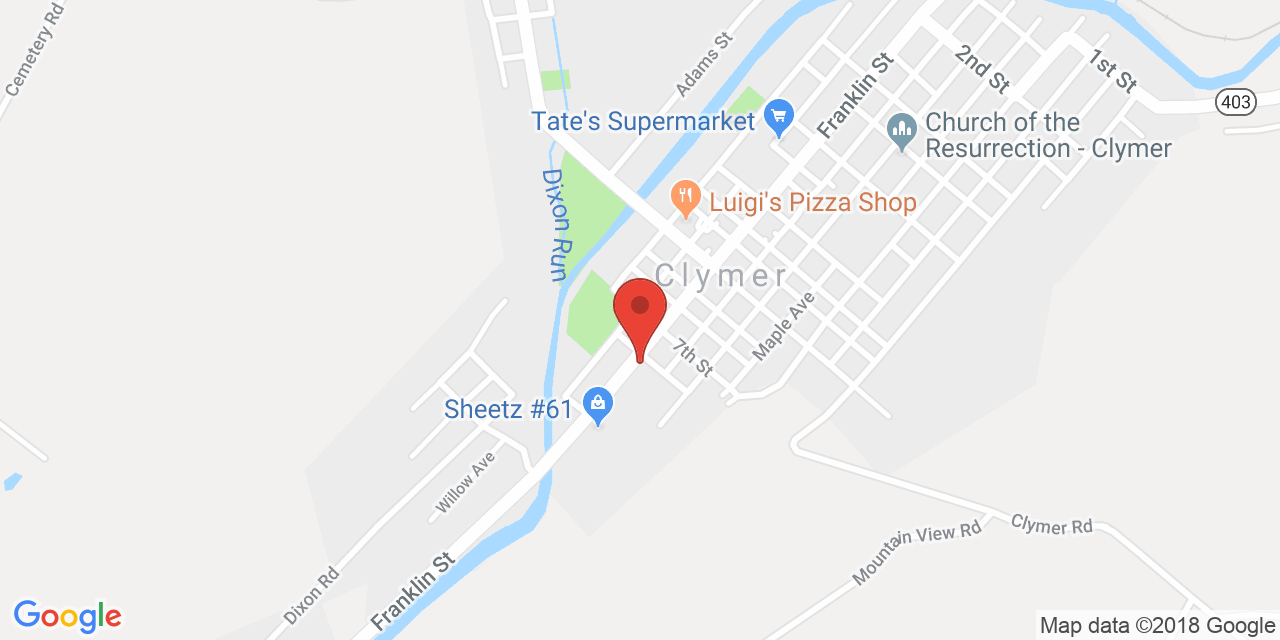 Cemetery Rd
Adams St
Franklin St
2nd St
1st St
403
Tate's Supermarket
Church of the
Resurrection - Clymer
Dixon Run
Luigi's Pizza Shop
Clymer
Maple Ave
7th St
Sheetz #61
Willow Ave
Mountain View Rd
Clymer Rd
Dixon Rd
Franklin St
Google
Map data ©2018 Google